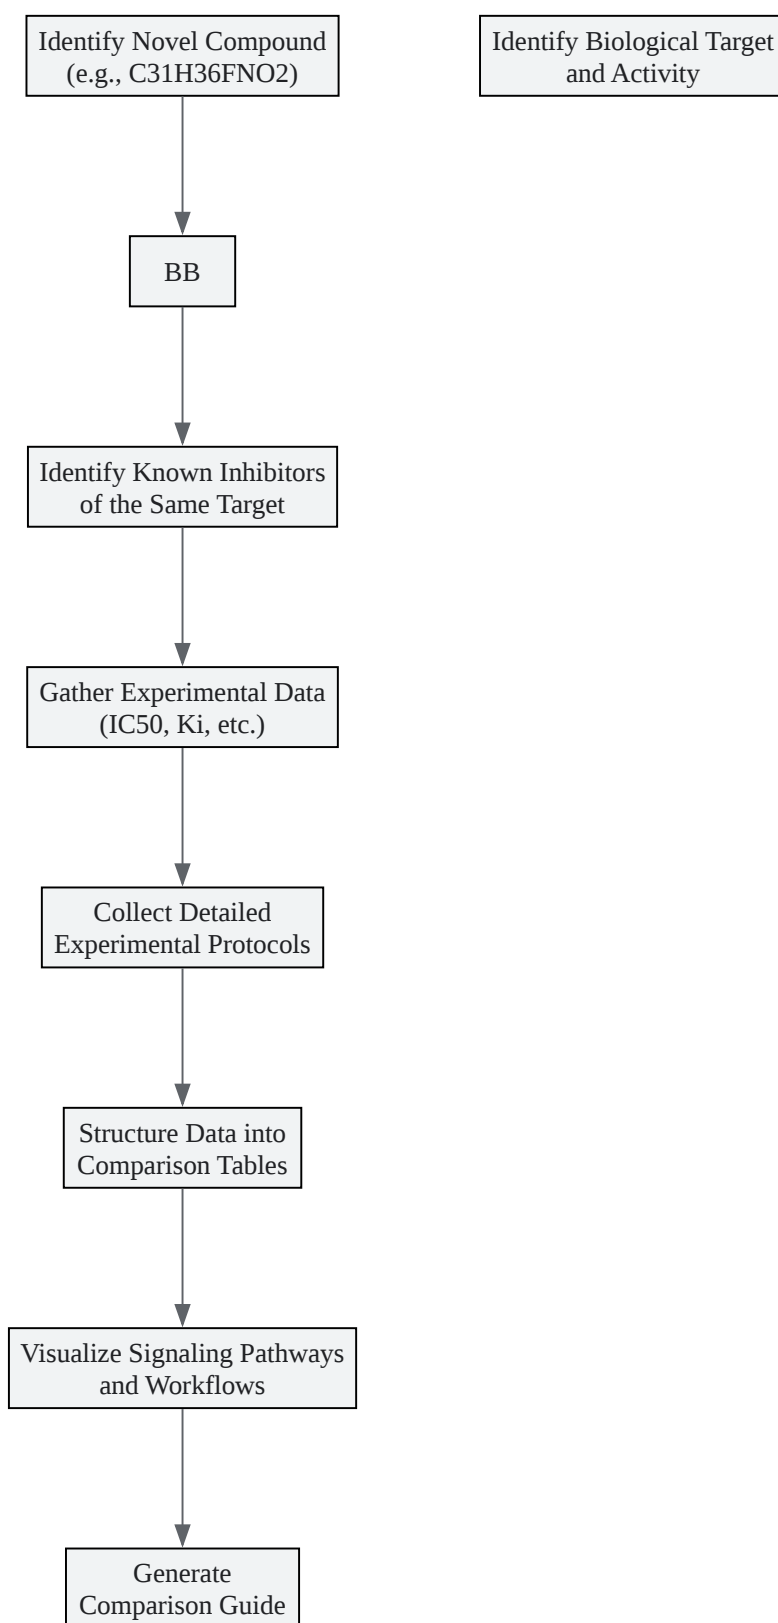 Identify Novel Compound
(e.g., C31H36FNO2)
Identify Biological Target
and Activity
BB
Identify Known Inhibitors
of the Same Target
Gather Experimental Data
(IC50, Ki, etc.)
Collect Detailed
Experimental Protocols
Structure Data into
Comparison Tables
Visualize Signaling Pathways
and Workflows
Generate
Comparison Guide